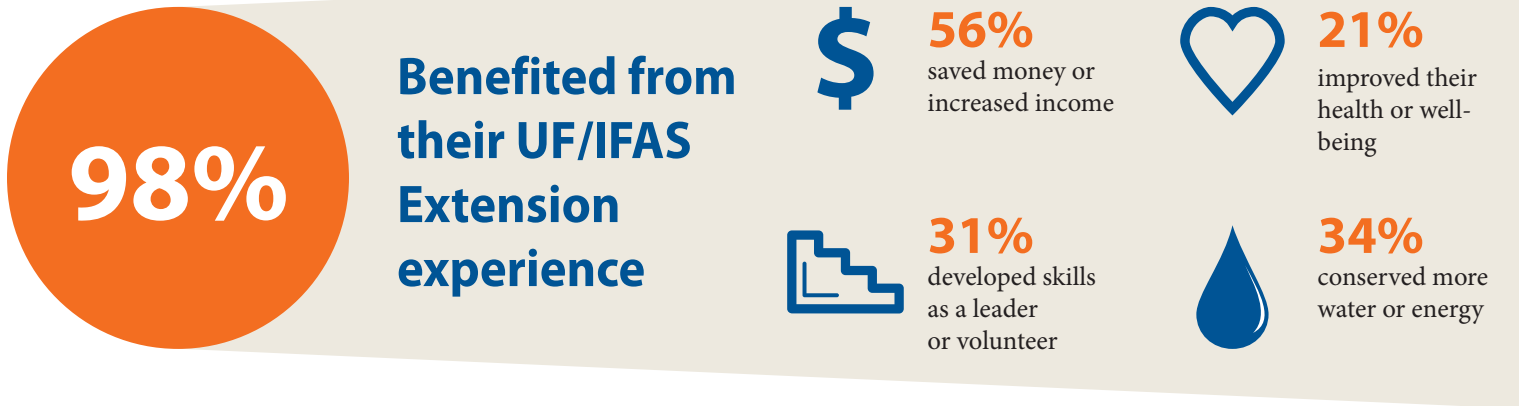 98%
Benefited from
their UF/IFAS
Extension
experience
$
56%
saved money or
increased income
21%
improved their
health or well-
being
31%
developed skills
as a leader
or volunteer
34%
conserved more
water or energy